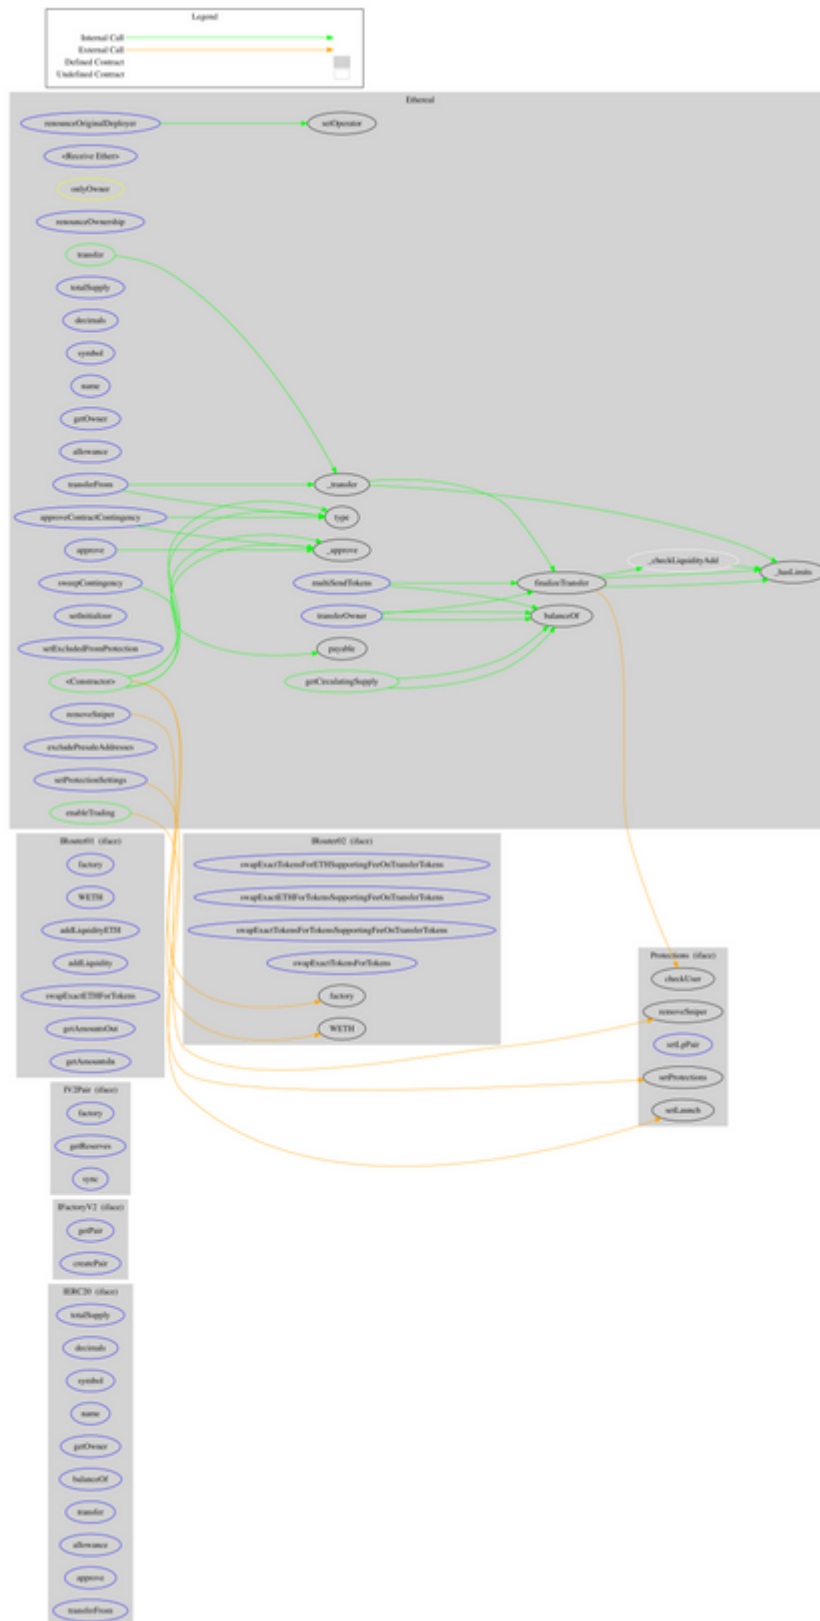 Legend
Internal Call
External Call
Defined Contract
Undefined Contract
Ethereal
renounceOriginalDeployer
setOperator
<Receive Ether>
onlyOwner
renounceOwnership
transfer
totalSupply
decimals
symbol
name
getOwner
allowance
transferFrom
_transfer
approveContractContingency
type
approve
_approve
_checkLiquidityAdd
_hasLimits
sweepContingency
multiSendTokens
finalizeTransfer
setInitializer
transferOwner
balanceOf
setExcludedFromProtection
payable
<Constructor>
getCirculatingSupply
removeSniper
excludePresaleAddresses
setProtectionSettings
enableTrading
IRouter01 (iface)
factory
WETH
addLiquidityETH
addLiquidity
swapExactETHForTokens
getAmountsOut
getAmountsIn
IRouter02 (iface)
swapExactTokensForETHSupportingFeeOnTransferTokens
swapExactETHForTokensSupportingFeeOnTransferTokens
swapExactTokensForTokensSupportingFeeOnTransferTokens
swapExactTokensForTokens
factory
WETH
Protections (iface)
checkUser
removeSniper
setLpPair
setProtections
setLaunch
IV2Pair (iface)
factory
getReserves
sync
IFactoryV2 (iface)
getPair
createPair
IERC20 (iface)
totalSupply
decimals
symbol
name
getOwner
balanceOf
transfer
allowance
approve
transferFrom